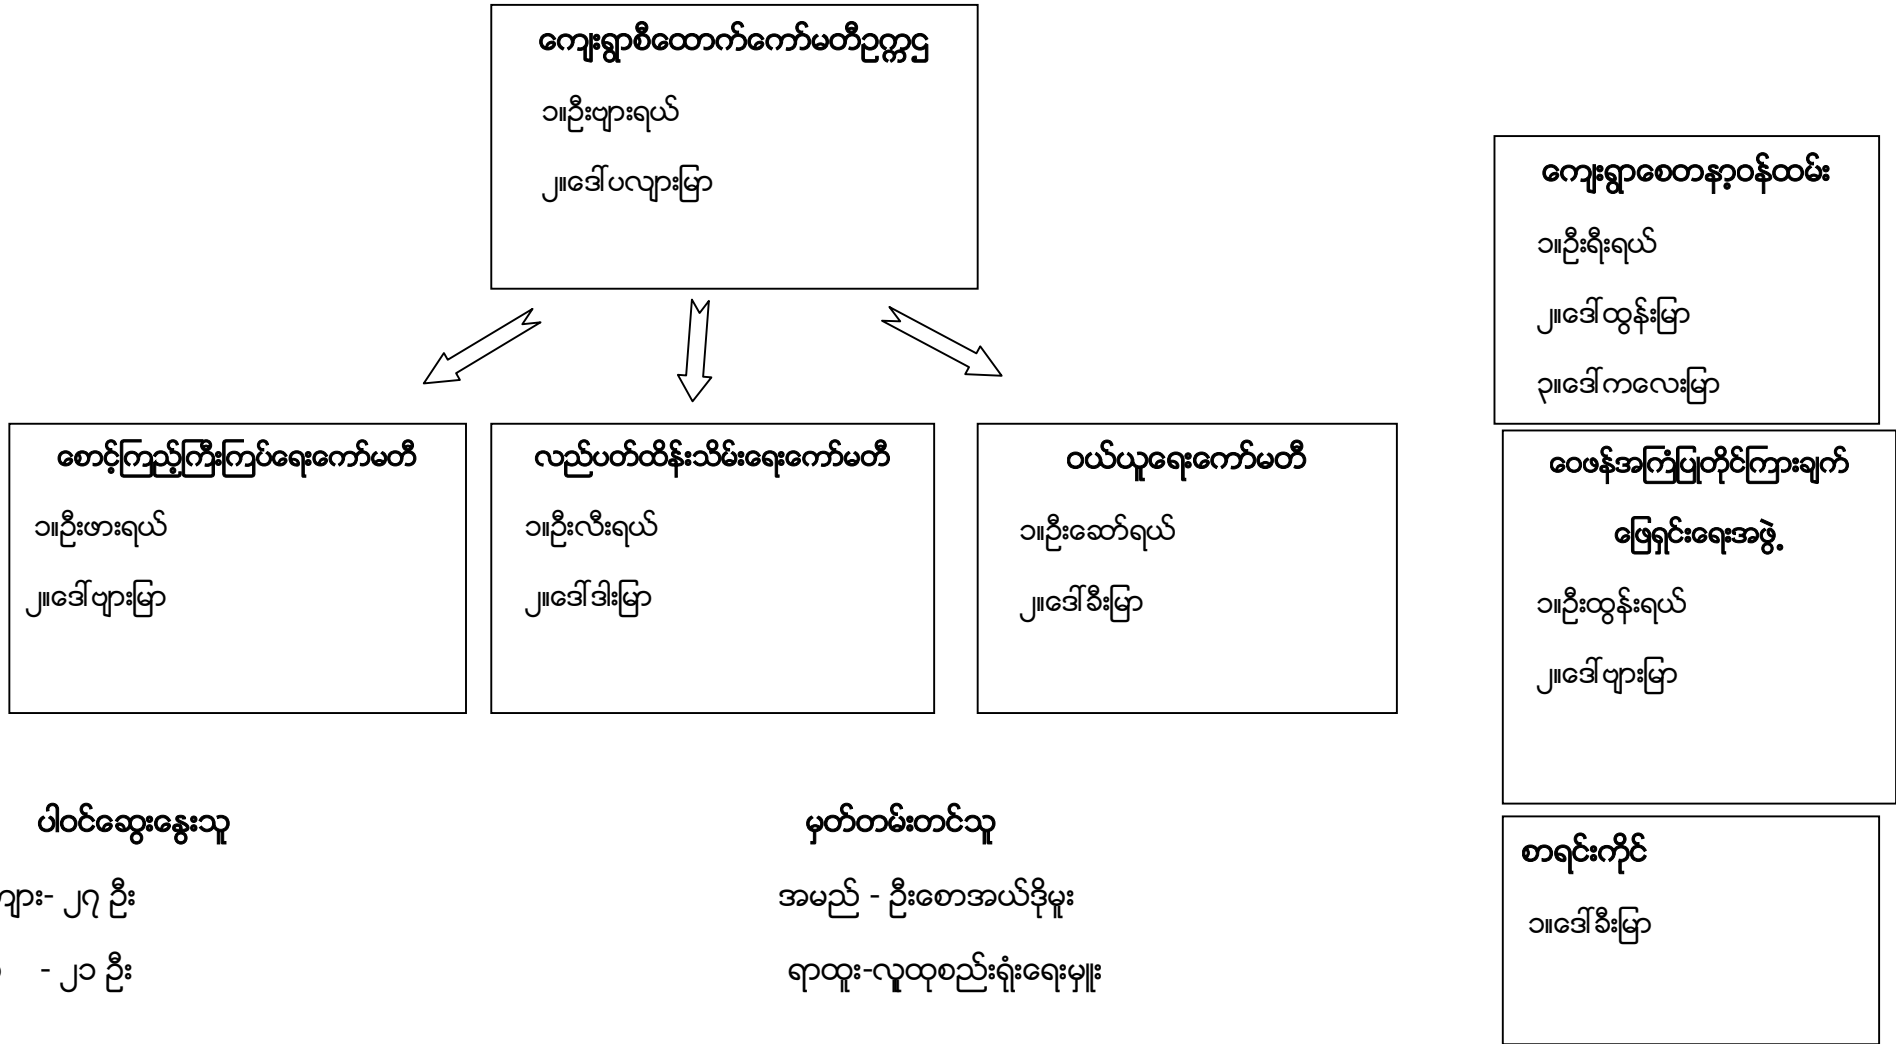 ကျေးရွာစီထောက်ကော်မတီဥက္ကဌ
၁။ဦးဗျားရယ်
၂။ဒေါ်ပလျားမြာ
ကျေးရွာစေတနာ့ဝန်ထမ်း
၁။ဦးရီးရယ်
၂။ဒေါ်ထွန်းမြာ
၃။ဒေါ်ကလေးမြာ
စောင့်ကြည့်ကြီးကြပ်ရေးကော်မတီ
၁။ဦးဖားရယ်
၂။ဒေါ်ဗျားမြာ
လည်ပတ်ထိန်းသိမ်းရေးကော်မတီ
၁။ဦးလီးရယ်
၂။ဒေါ်ဒါးမြာ
ဝယ်ယူရေးကော်မတီ
၁။ဦးဆော်ရယ်
၂။ဒေါ်ခီးမြာ
ဝေဖန်အကြံပြုတိုင်ကြားချက်
ဖြေရှင်းရေးအဖွဲ့
၁။ဦးထွန်းရယ်
၂။ဒေါ်ဗျားမြာ
ပါဝင်ဆွေးနွေးသူ
ကျား- ၂၇ ဦး
- ၂၁ ဦး
မှတ်တမ်းတင်သူ
အမည် - ဦးစောအယ်ဒိုမူး
ရာထူး-လူထုစည်းရုံးရေးမှူး
စာရင်းကိုင်
၁။ဒေါ်ခီးမြာ